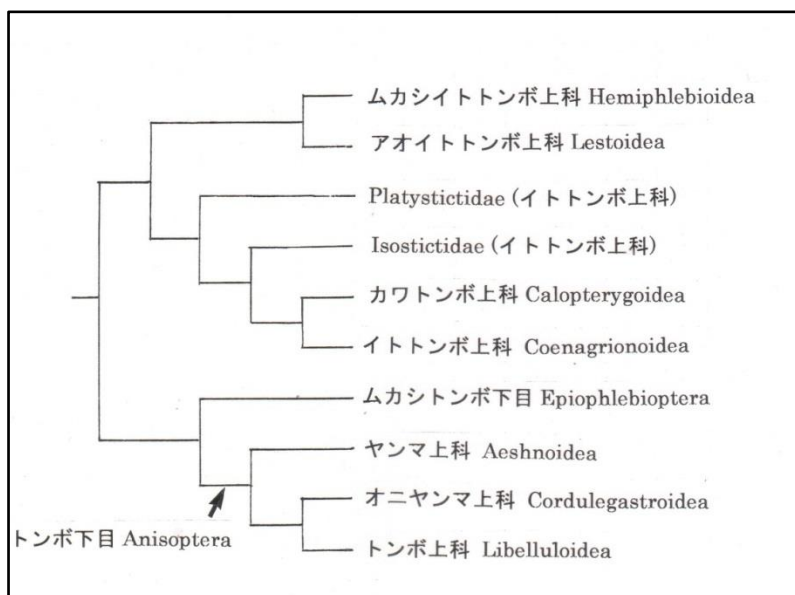 ムカシイトトンボ上科 Hemiphlebioidea
アオイトトンボ上科 Lestoidea
Platystictidae (イトトンボ上科)
Isostictidae (イトトンボ上科)
カワトンボ上科 Calopterygoidea
イトトンボ上科 Coenagrionoidea
ムカシトンボ下目 Epiophlebioptera
ヤンマ上科 Aeshnoidea
オニヤンマ上科 Cordulegastroidea
トンボ下目 Anisoptera
トンボ上科 Libelluloidea